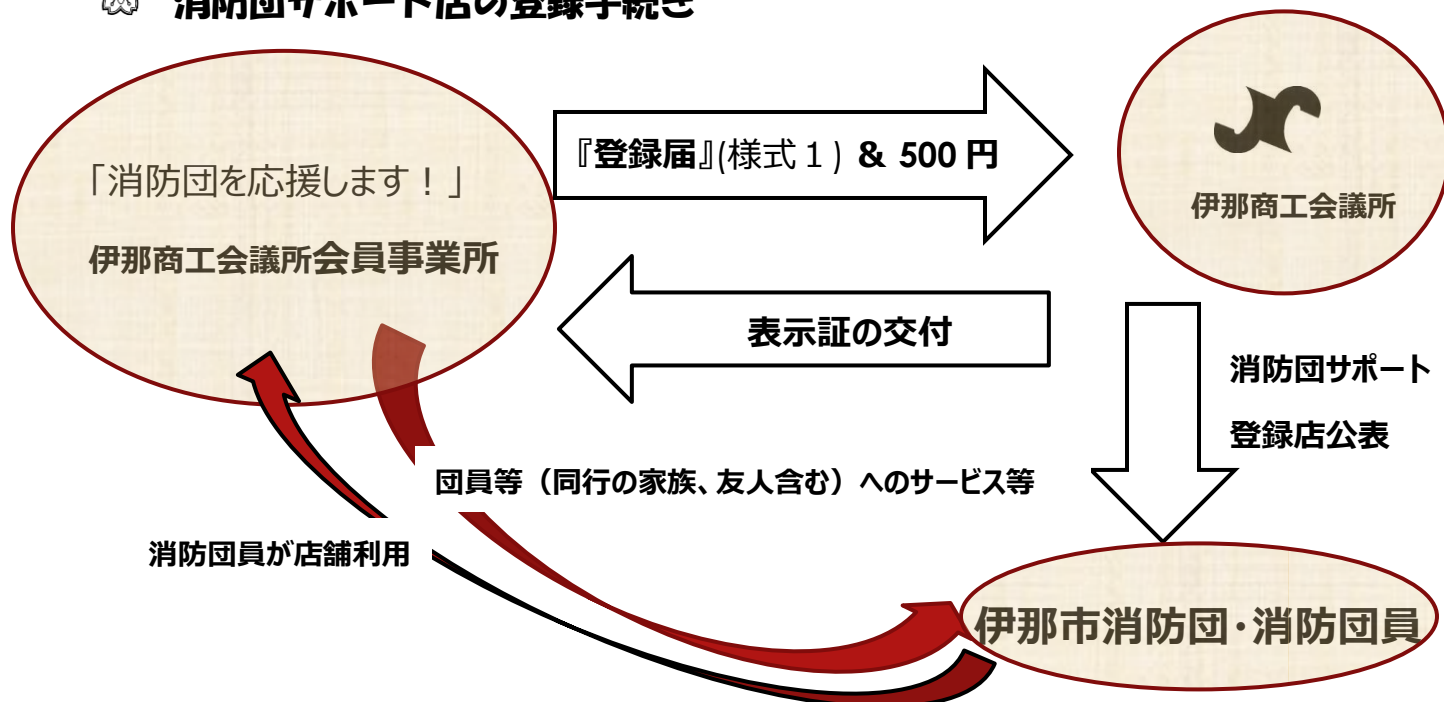 消防団サポート店の登録手続き
『登録届』(様式１) & 500 円
「消防団を応援します！」
伊那商工会議所会員事業所
伊那商工会議所
表示証の交付
消防団サポート
登録店公表
団員等（同行の家族、友人含む）へのサービス等
消防団員が店舗利用
伊那市消防団・消防団員